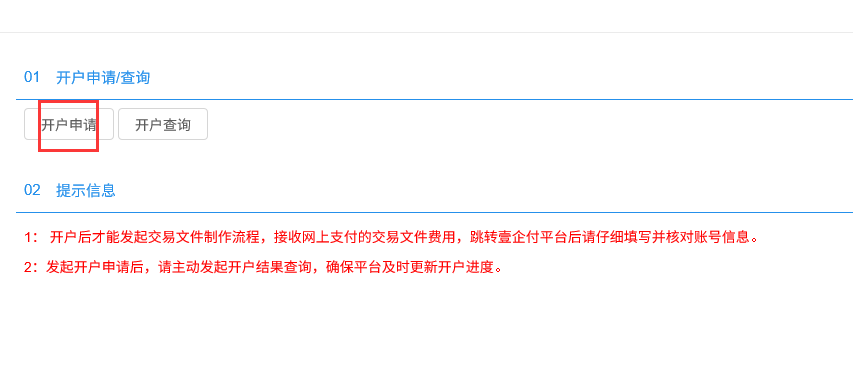 01 开户申请/查询
开户申请 开户查询
02 提示信息
1： 开户后才能发起交易文件制作流程，接收网上支付的交易文件费用，跳转壹企付平台后请仔细填写并核对账号信息。
2：发起开户申请后，请主动发起开户结果查询，确保平台及时更新开户进度。